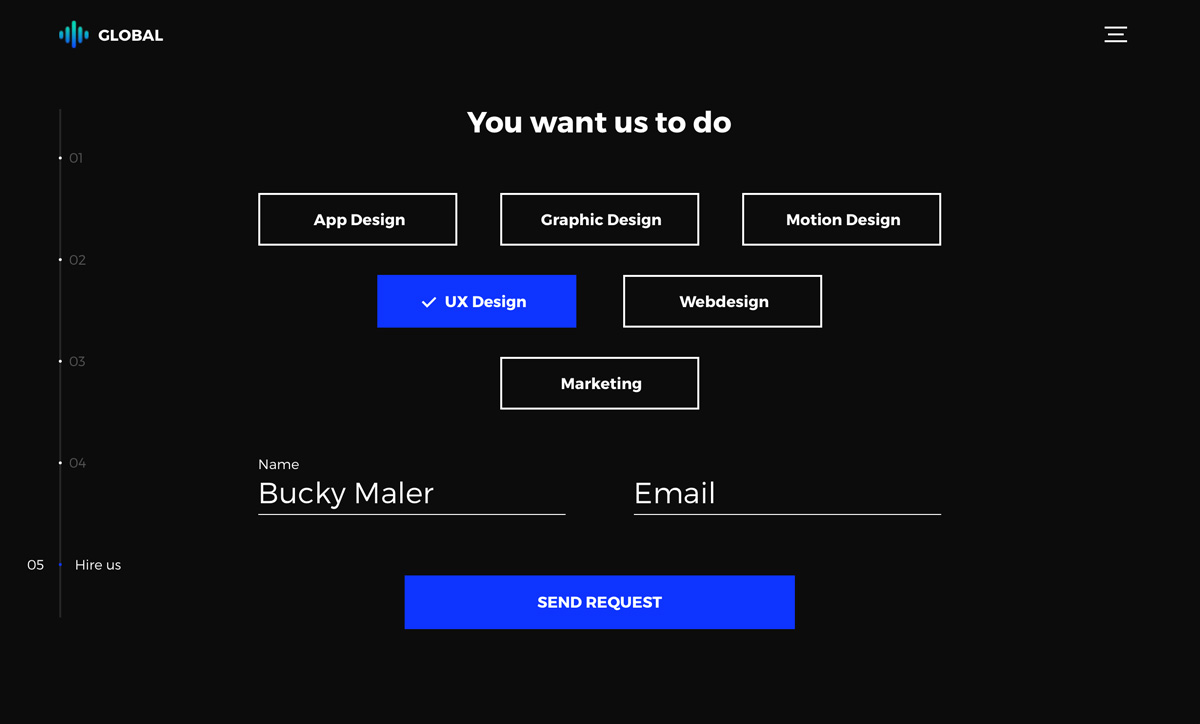 GLOBAL
You want us to do
01
App Design
Graphic Design
Motion Design
02
UX Design
Webdesign
03
Marketing
04
Name
Bucky Maler
Email
05
Hire us
SEND REQUEST